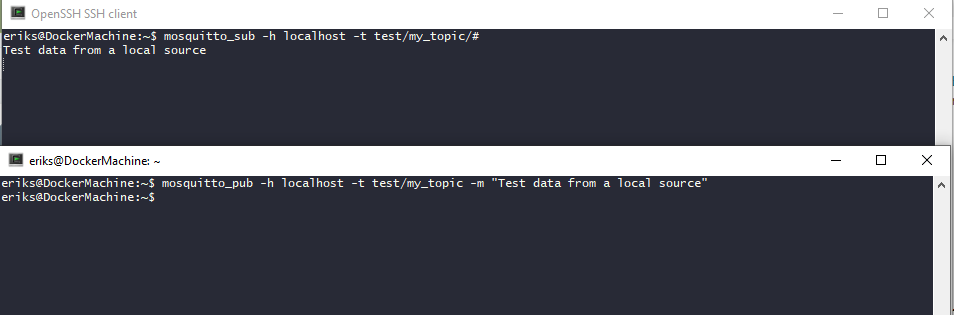 OpenSSH SSH client
eriks@DockerMachine:~$ mosquitto_sub -h localhost -t test/my_topic/#
Test data from a local source
eriks@DockerMachine: ~
eriks@DockerMachine:~$ mosquitto_pub -h localhost -t test/my_topic -m "Test data from a local source"
eriks@DockerMachine:~$